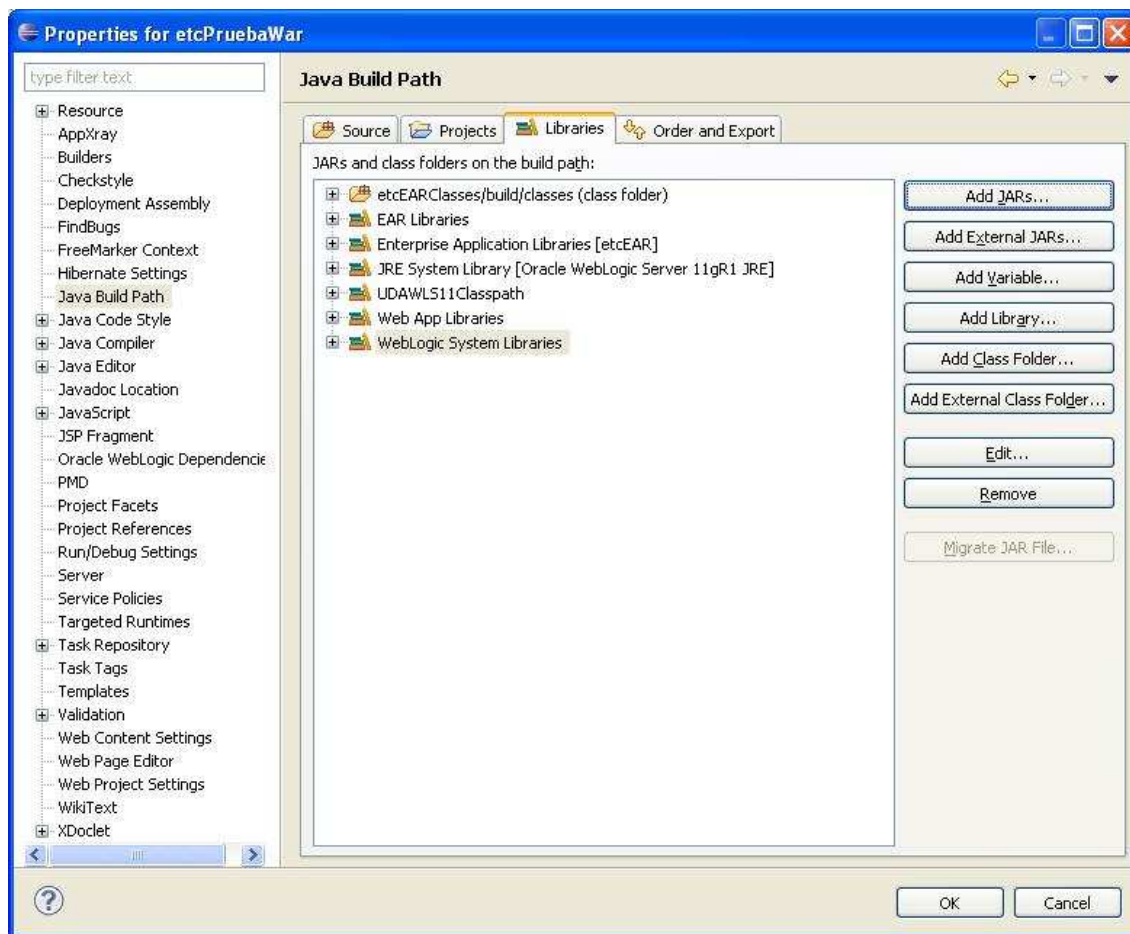 Properties for etcPruebaWar
type filter text
Resource
AppXray
Builders
Checkstyle
Deployment Assembly
FindBugs
FreeMarker Context
Hibernate Settings
Java Build Path
Java Code Style
Java Compiler
Java Editor
Javadoc Location
JavaScript
JSP Fragment
Oracle WebLogic Dependencie
PMD
Project Facets
Project References
Run/Debug Settings
Server
Service Policies
Targeted Runtimes
Task Repository
Task Tags
Templates
Validation
Web Content Settings
Web Page Editor
Web Project Settings
WikiText
XDoclet
Java Build Path
Source Projects Libraries Order and Export
JARs and class folders on the build path:
etcEARClasses/build/classes (class folder)
EAR Libraries
Enterprise Application Libraries [etcEAR]
JRE System Library [Oracle WebLogic Server 11gR1 JRE]
UDAWLS11Classpath
Web App Libraries
WebLogic System Libraries
Add JARs...
Add External JARs...
Add Variable...
Add Library...
Add Class Folder...
Add External Class Folder...
Edit...
Remove
Migrate JAR File...
?
OK Cancel